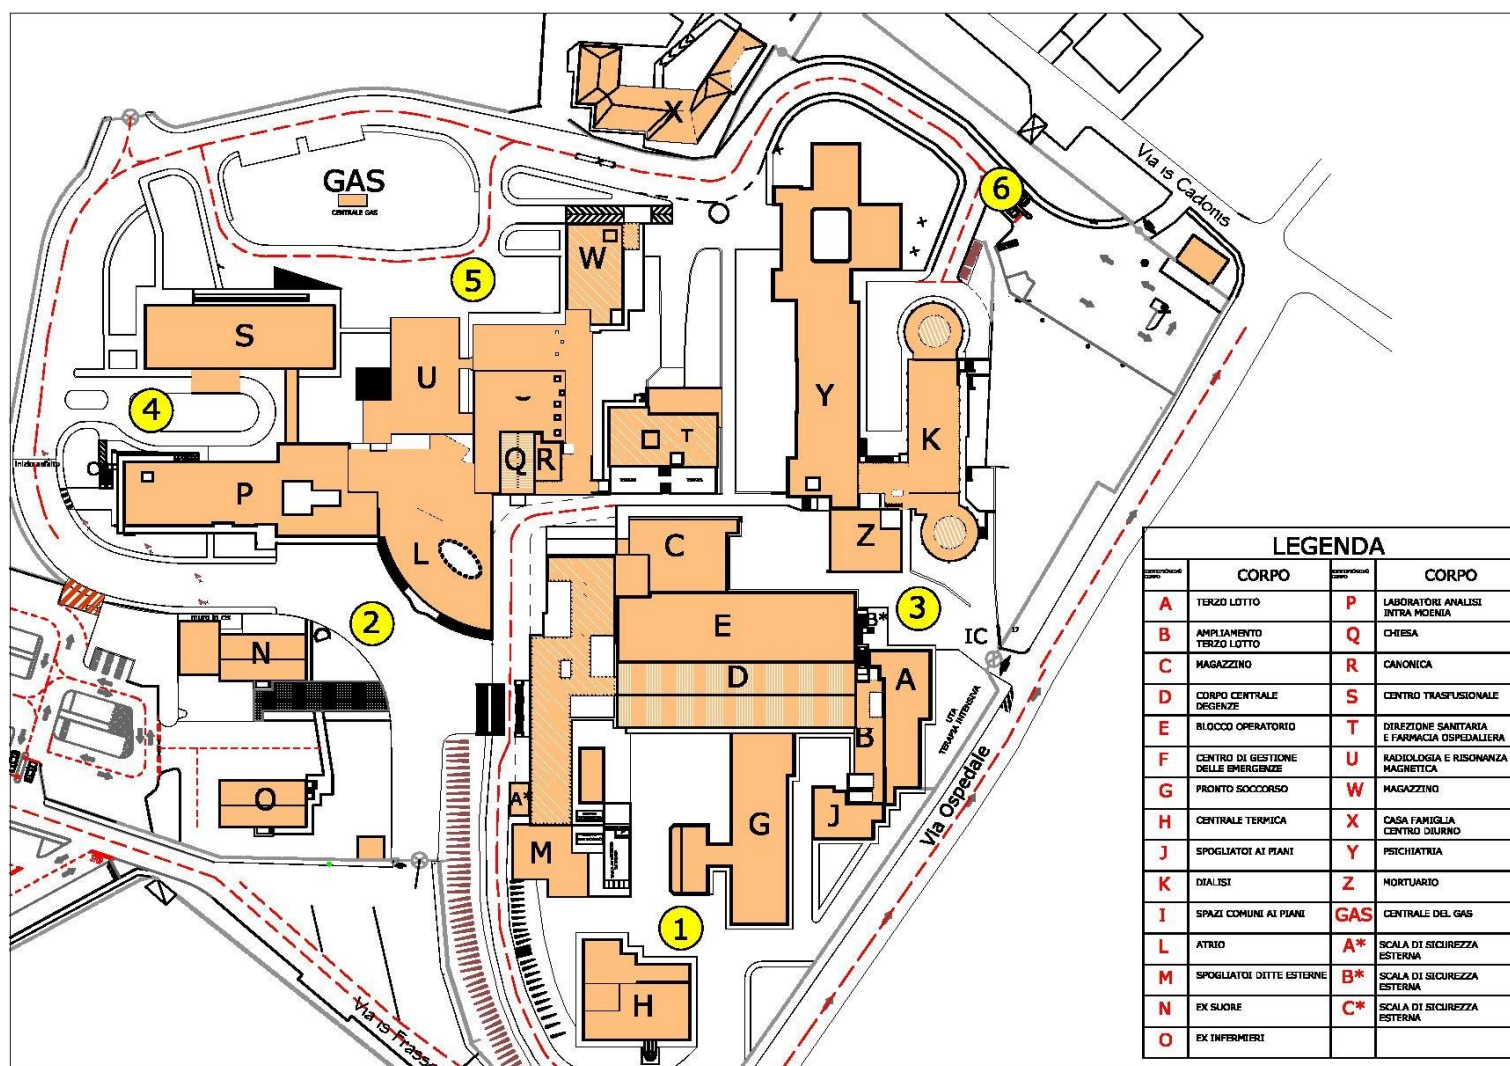 X
Via is Cadonis
GAS
CENTRALE GAS
6
5
W
S
U
Y
4
K
T
Q
R
P
L
C
Z
2
3
N
E
B*
IC
D
A
UTA
TERAPIA INTENSIVA
B
Via Ospedale
O
A*
G
J
M
1
H
Via is Frasse
LEGENDA
CORPO CORPO
A TERZO LOTTO P LABORATORI ANALISI
INTRA MOENIA
B AMPLIAMENTO
TERZO LOTTO Q CHIESA
C MAGAZZINO R CANONICA
D CORPO CENTRALE
DEGENZE S CENTRO TRASFUSIONALE
E BLOCCO OPERATORIO T DIREZIONE SANITARIA
E FARMACIA OSPEDALIERA
F CENTRO DI GESTIONE
DELLE EMERGENZE U RADIOLOGIA E RISONANZA
MAGNETICA
G PRONTO SOCCORSO W MAGAZZINO
H CENTRALE TERMICA X CASA FAMIGLIA
CENTRO DIURNO
J SPOGLIATOI AI PIANI Y PSICHIATRIA
K DIALISI Z MORTUARIO
I SPAZI COMUNI AI PIANI GAS CENTRALE DEL GAS
L ATRIO A* SCALA DI SICUREZZA
ESTERNA
M SPOGLIATOI DITTE ESTERNE B* SCALA DI SICUREZZA
ESTERNA
N EX SUORE C* SCALA DI SICUREZZA
ESTERNA
O EX INFERMIERI